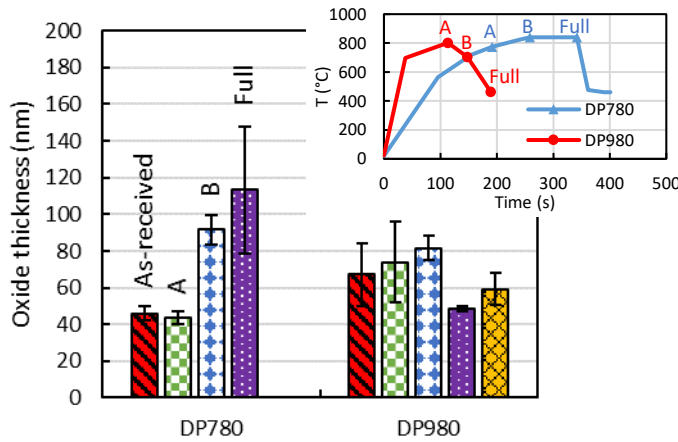 200
180
160
140
120
100
80
60
40
20
0
Oxide thickness (nm)
As-received
A
B
Full
DP780
DP980
1000
800
600
400
200
0
T (°C)
A
B
A
B
Full
Full
DP780
DP980
0
100
200
300
400
500
Time (s)